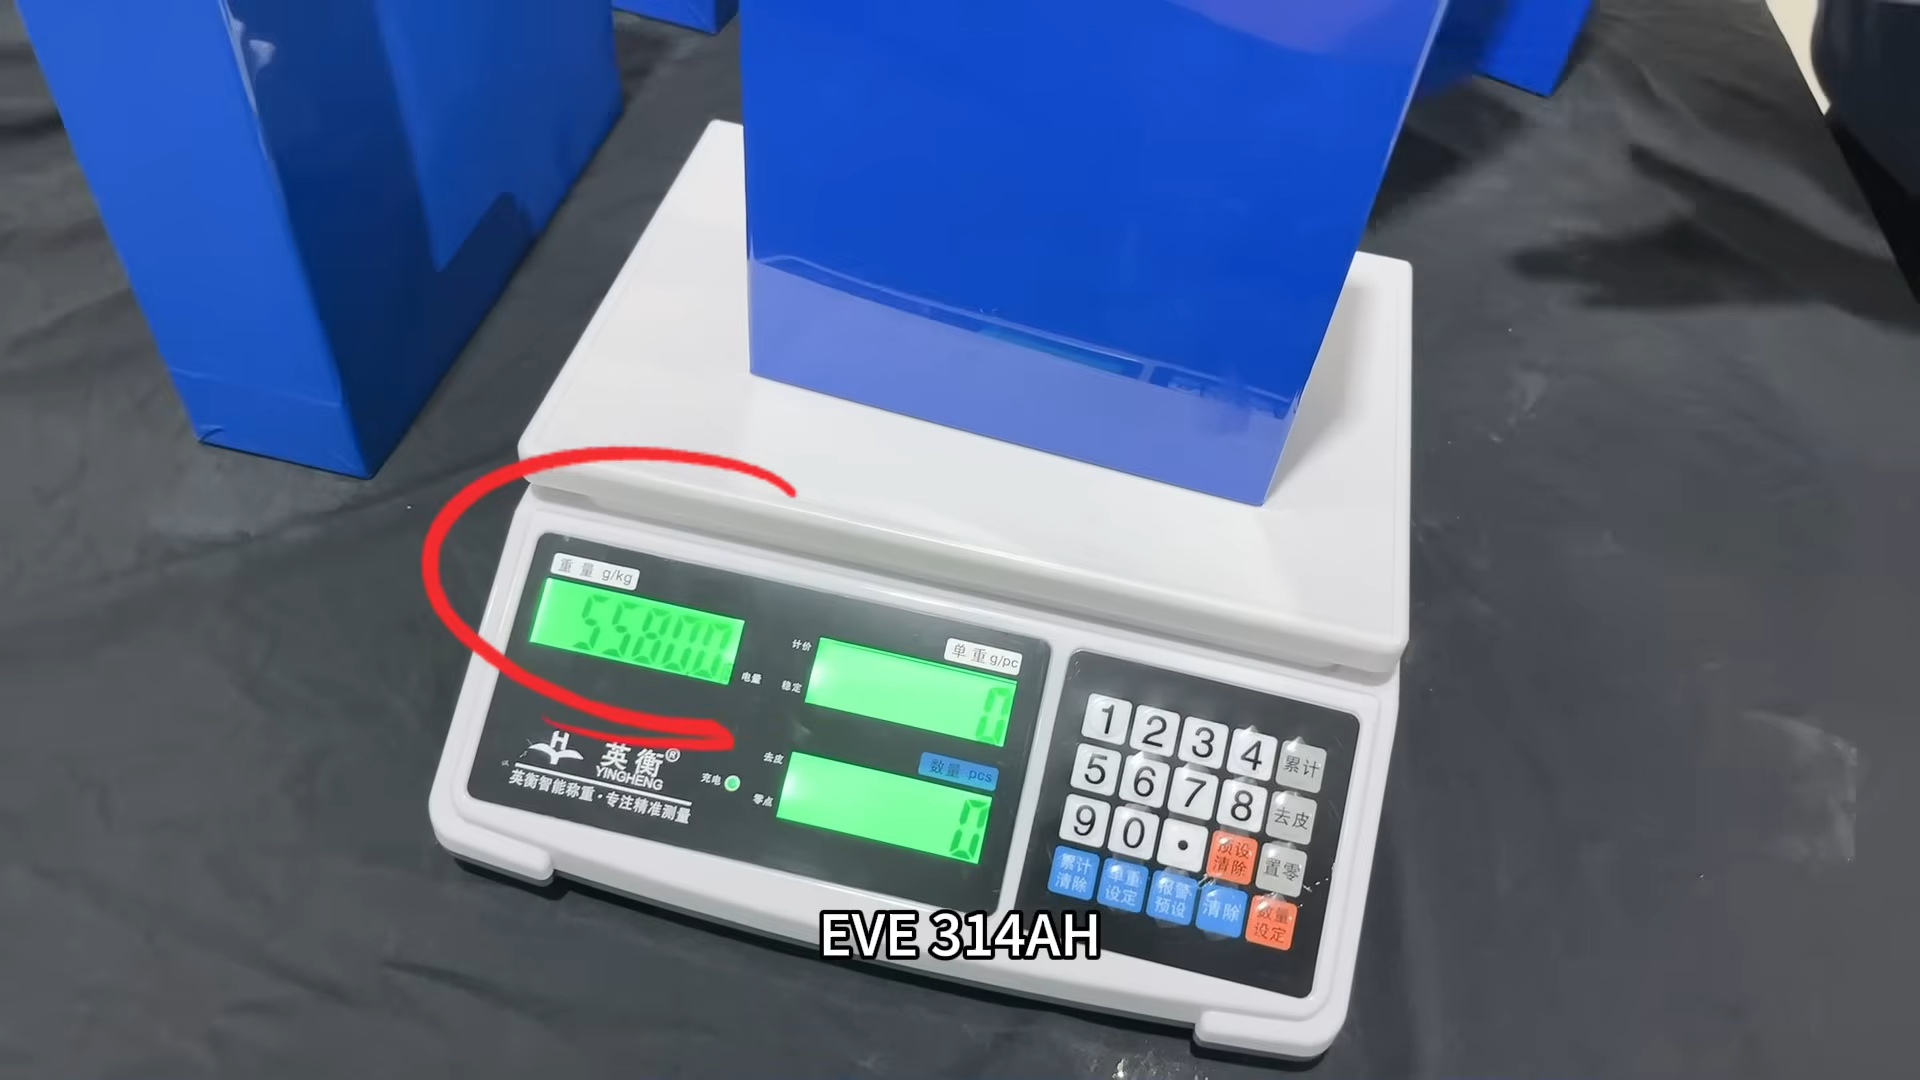 重量 g/kg
55800
电量
计价
稳定
单重g/pc
0
去皮
零点
数量 pcs
0
充电
H
英衡®
YINGHENG
英衡智能称重·专注精准测量
1 2 3 4 累计
5 6 7 8 去皮
9 0 · 预设清除 置零
累计清除 单重设定 报警预设 清除 数量设定
EVE 314AH